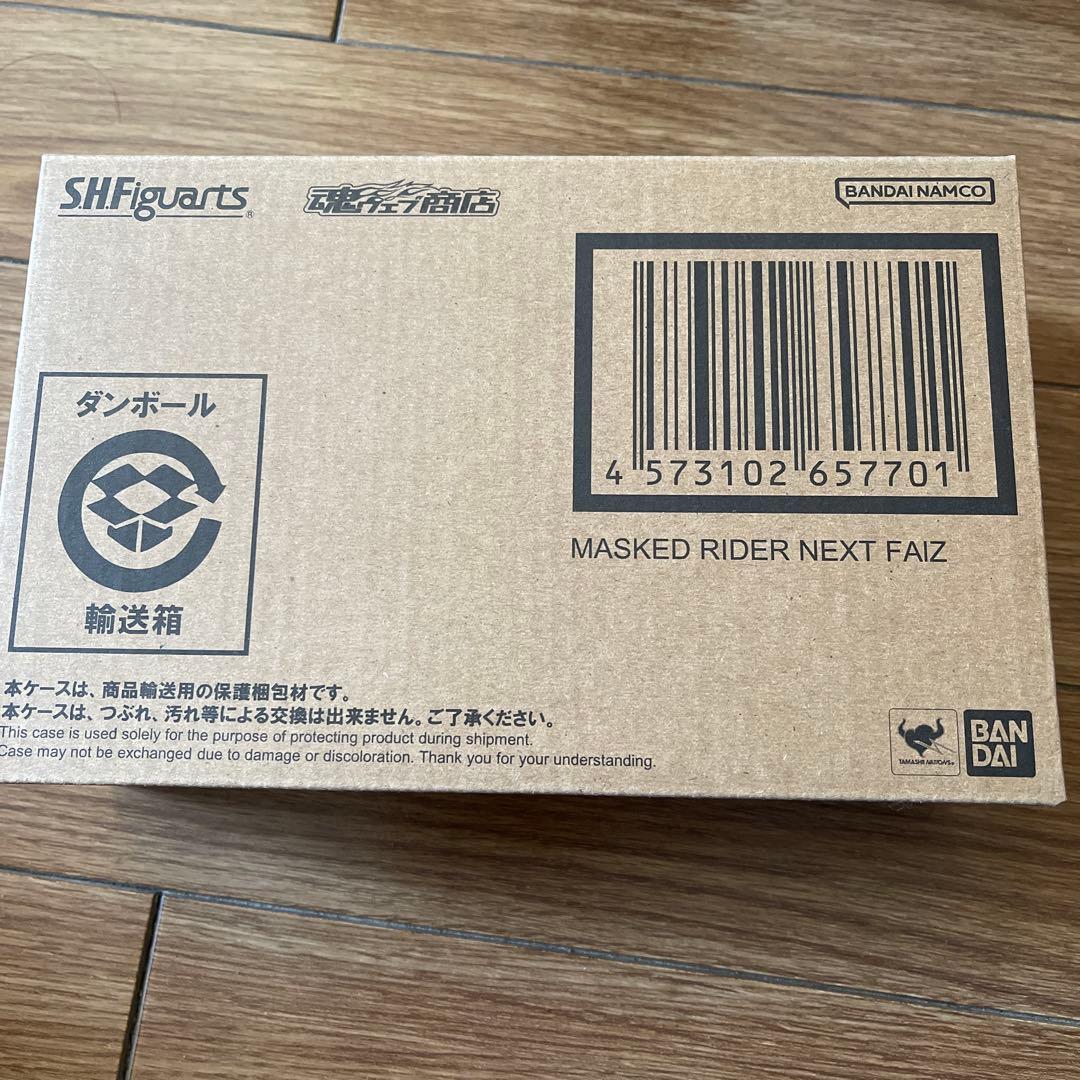 S.H.Figuarts®
魂ウェブ商店
BANDAI NAMCO
4 573102 657701
MASKED RIDER NEXT FAIZ
ダンボール
輸送箱
本ケースは、商品輸送用の保護梱包材です。
本ケースは、つぶれ、汚れ等による交換は出来ません。ご了承ください。
This case is used solely for the purpose of protecting product during shipment.
Case may not be exchanged due to damage or discoloration. Thank you for your understanding.
TAMASHII NATIONS
BAN
DAI